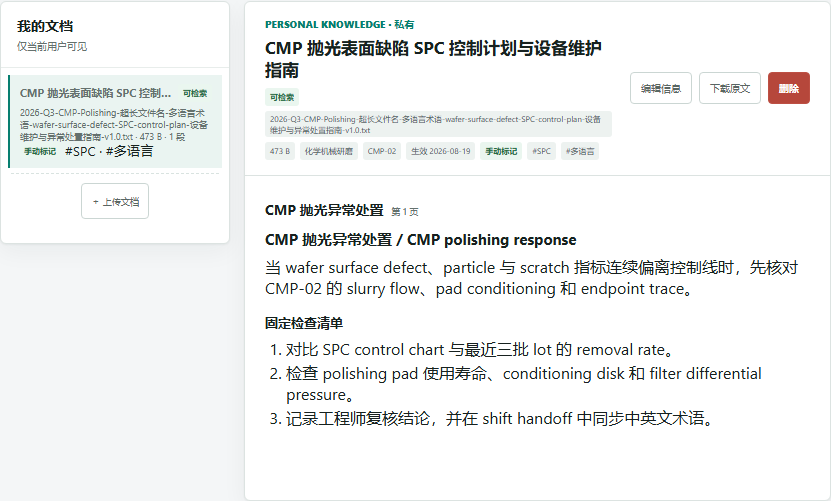 我的文档
仅当前用户可见
CMP 抛光表面缺陷 SPC 控制... 可检索
2026-Q3-CMP-Polishing-超长文件名-多语言术
语-wafer-surface-defect-SPC-control-plan-设备
维护与异常处置指南-v1.0.txt · 473 B · 1 段
手动标记 #SPC · #多语言
+ 上传文档
PERSONAL KNOWLEDGE · 私有
CMP 抛光表面缺陷 SPC 控制计划与设备维护
指南
可检索
2026-Q3-CMP-Polishing-超长文件名-多语言术语-wafer-surface-defect-SPC-control-plan-设备
维护与异常处置指南-v1.0.txt
473 B 化学机械研磨 CMP-02 生效 2026-08-19 手动标记 #SPC #多语言
编辑信息 下载原文 删除
CMP 抛光异常处置 第 1 页
CMP 抛光异常处置 / CMP polishing response
当 wafer surface defect、particle 与 scratch 指标连续偏离控制线时，先核对
CMP-02 的 slurry flow、pad conditioning 和 endpoint trace。
固定检查清单
1. 对比 SPC control chart 与最近三批 lot 的 removal rate。
2. 检查 polishing pad 使用寿命、conditioning disk 和 filter differential
pressure。
3. 记录工程师复核结论，并在 shift handoff 中同步中英文术语。